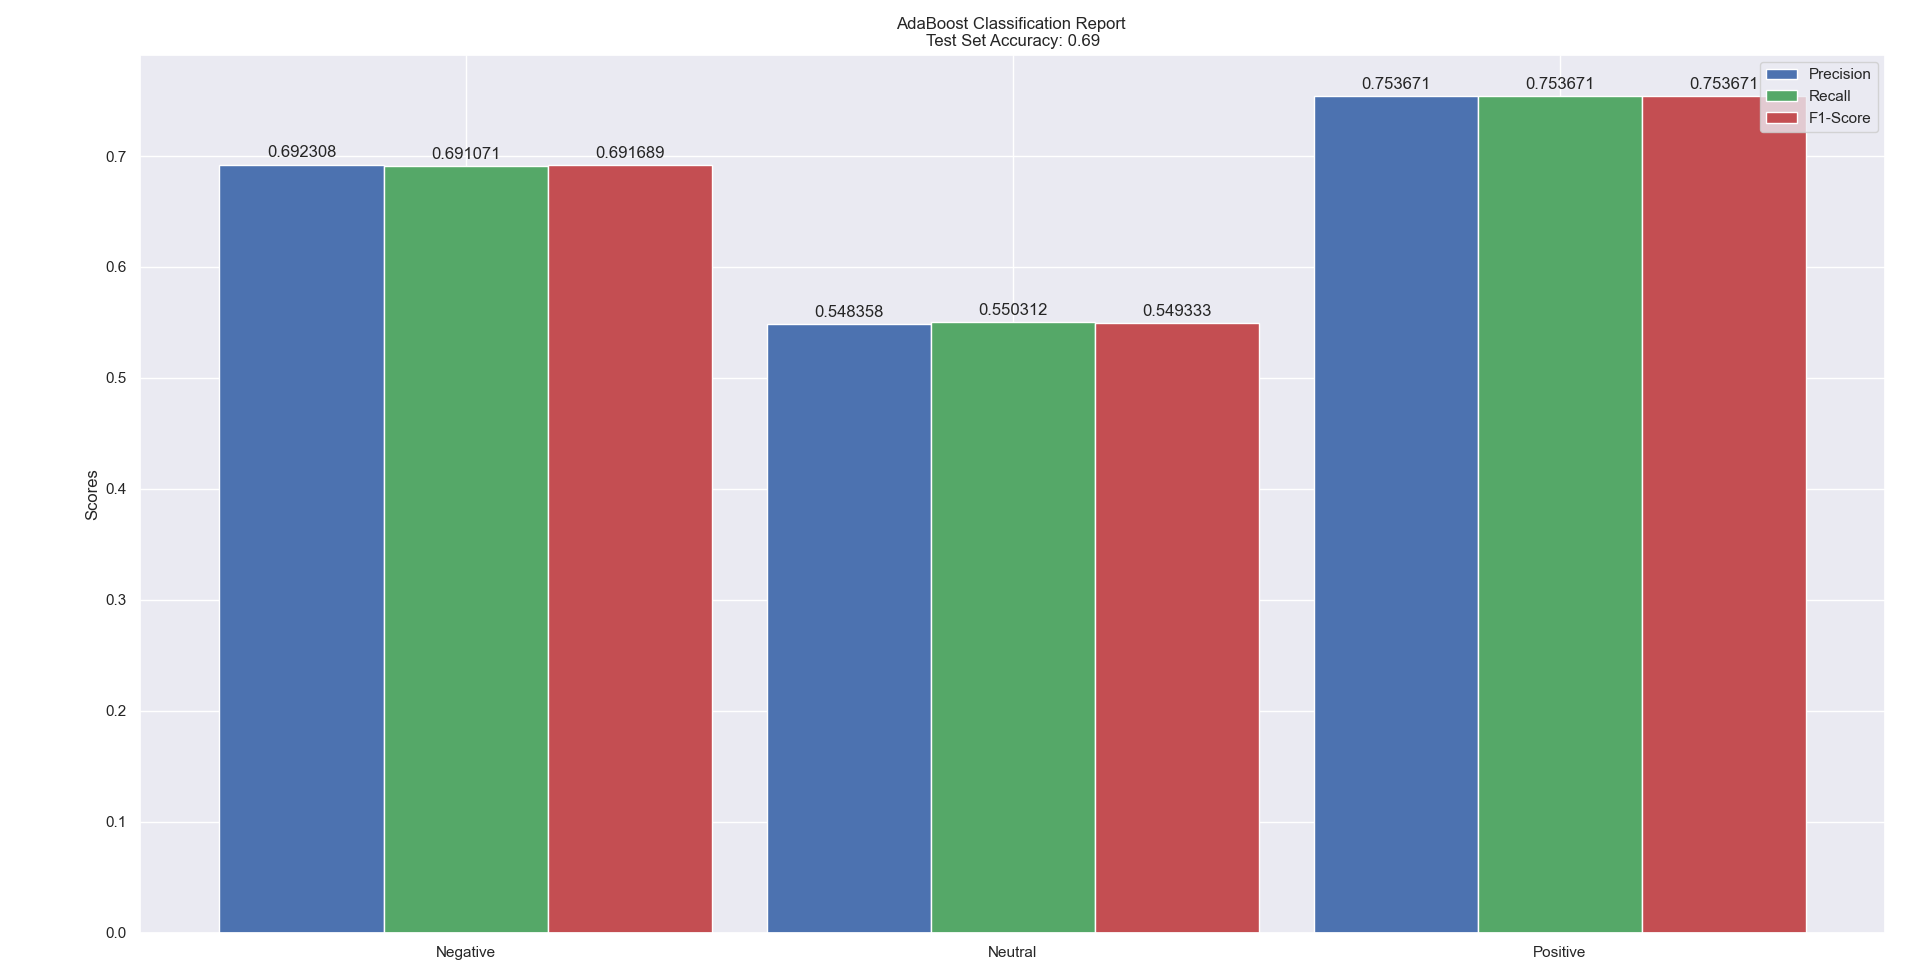 AdaBoost Classification Report
Test Set Accuracy: 0.69
Precision
Recall
F1-Score
0.753671
0.753671
0.753671
0.692308
0.691071
0.691689
0.548358
0.550312
0.549333
Scores
0.7
0.6
0.5
0.4
0.3
0.2
0.1
0.0
Negative
Neutral
Positive